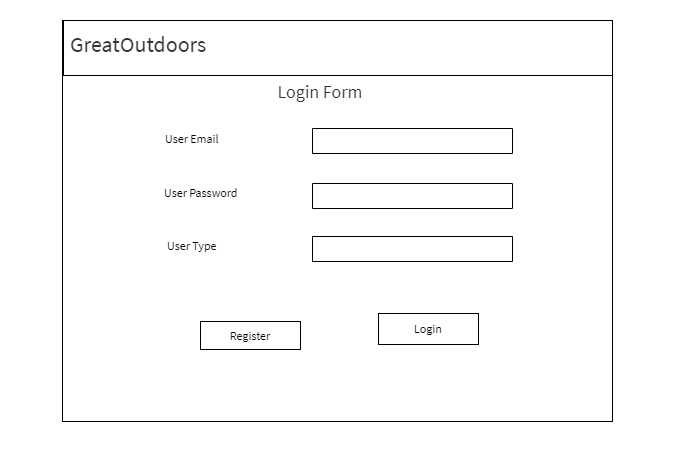 GreatOutdoors
Login Form
User Email
User Password
User Type
Register
Login